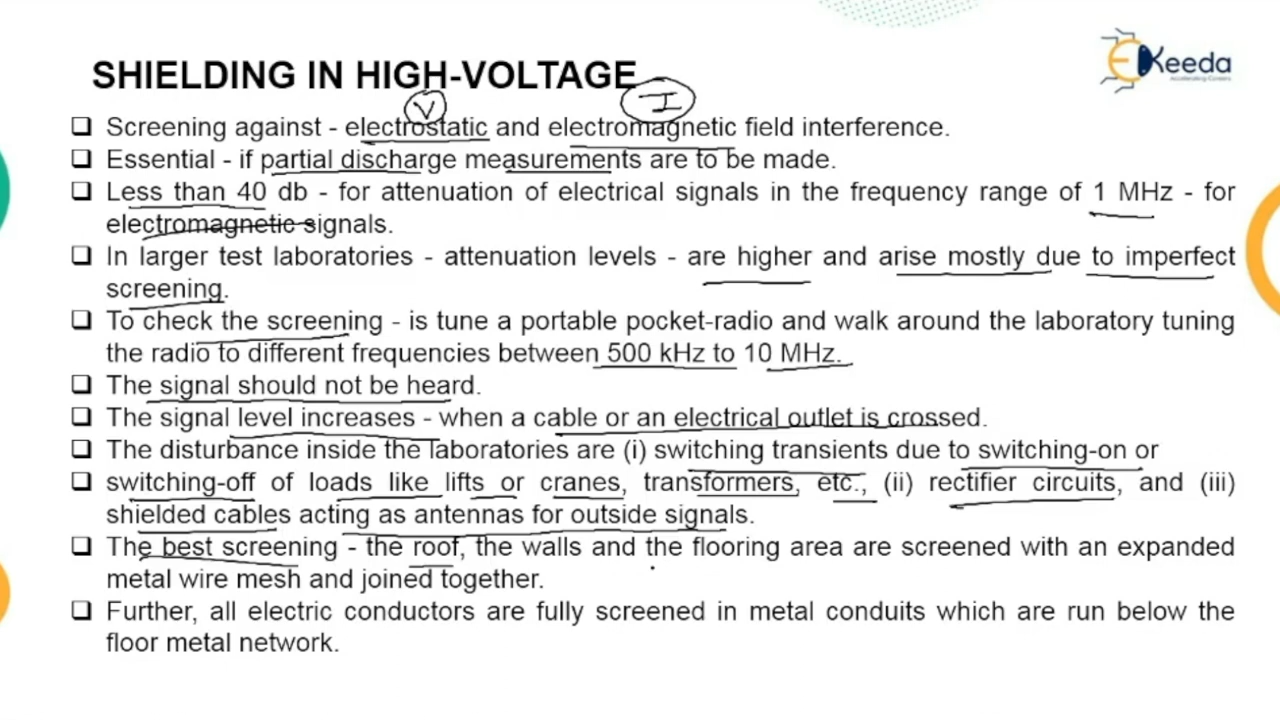 SHIELDING IN HIGH-VOLTAGE
EKeeda
Accelerating Careers
V
I
❑ Screening against - electrostatic and electromagnetic field interference.
❑ Essential - if partial discharge measurements are to be made.
❑ Less than 40 db - for attenuation of electrical signals in the frequency range of 1 MHz - for
electromagnetic signals.
❑ In larger test laboratories - attenuation levels - are higher and arise mostly due to imperfect
screening.
❑ To check the screening - is tune a portable pocket-radio and walk around the laboratory tuning
the radio to different frequencies between 500 kHz to 10 MHz.
❑ The signal should not be heard.
❑ The signal level increases - when a cable or an electrical outlet is crossed.
❑ The disturbance inside the laboratories are (i) switching transients due to switching-on or
❑ switching-off of loads like lifts or cranes, transformers, etc., (ii) rectifier circuits, and (iii)
shielded cables acting as antennas for outside signals.
❑ The best screening - the roof, the walls and the flooring area are screened with an expanded
metal wire mesh and joined together.
❑ Further, all electric conductors are fully screened in metal conduits which are run below the
floor metal network.